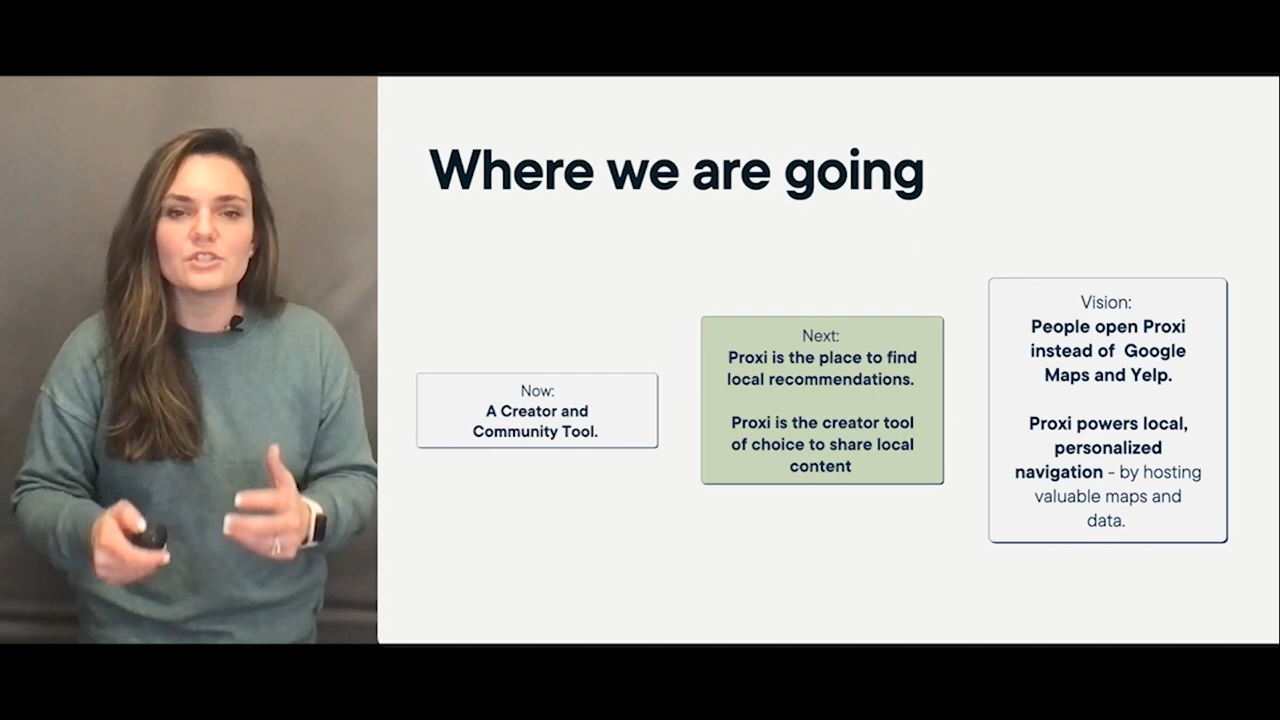 Where we are going
Now:
A Creator and
Community Tool.
Next:
Proxi is the place to find
local recommendations.
Proxi is the creator tool
of choice to share local
content
Vision:
People open Proxi
instead of Google
Maps and Yelp.
Proxi powers local,
personalized
navigation - by hosting
valuable maps and
data.